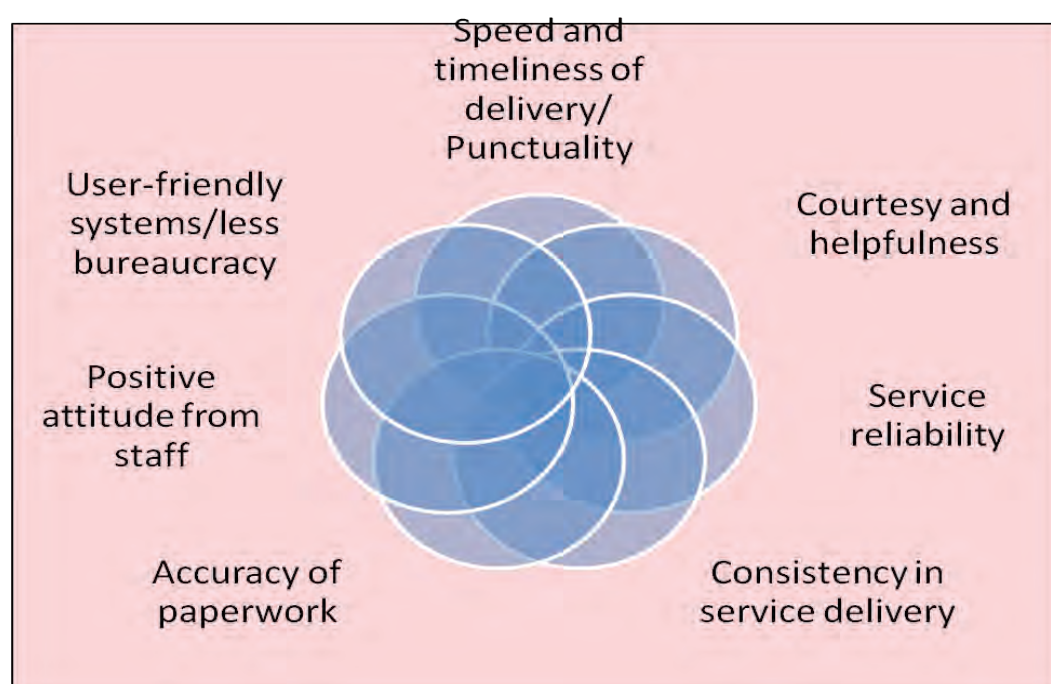 Speed and
timeliness of
delivery/
Punctuality
Courtesy and
helpfulness
Service
reliability
Consistency in
service delivery
Accuracy of
paperwork
Positive
attitude from
staff
User-friendly
systems/less
bureaucracy